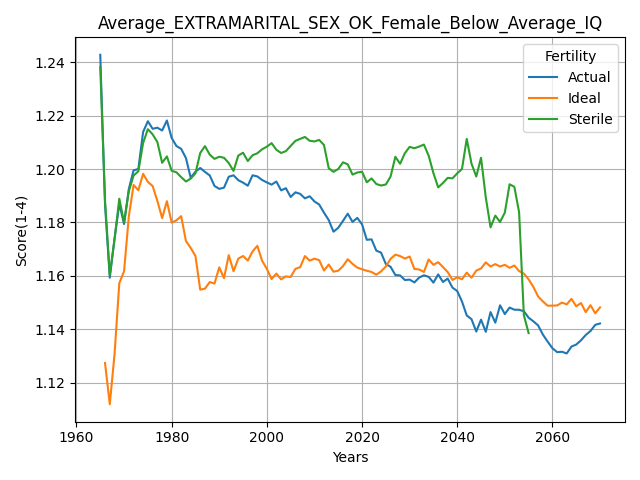 Average_EXTRAMARITAL_SEX_OK_Female_Below_Average_IQ
Fertility
Actual
Ideal
Sterile
Score(1-4)
1.24
1.22
1.20
1.18
1.16
1.14
1.12
1960
1980
2000
2020
2040
2060
Years